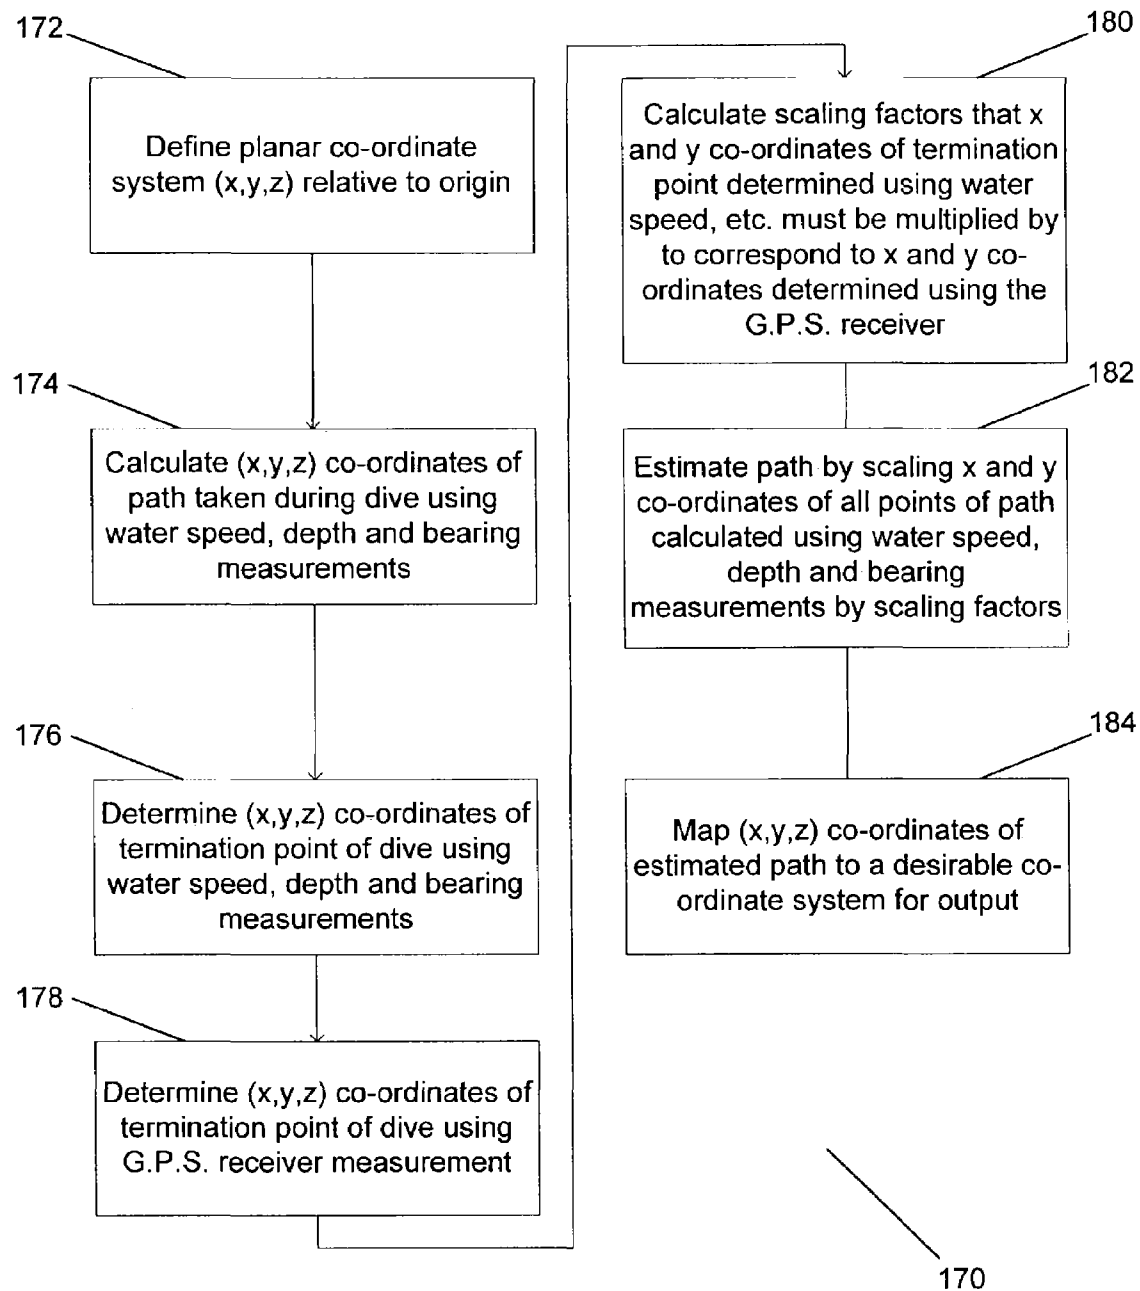 172
Define planar co-ordinate
system (x,y,z) relative to origin
174
Calculate (x,y,z) co-ordinates of
path taken during dive using
water speed, depth and bearing
measurements
176
Determine (x,y,z) co-ordinates of
termination point of dive using
water speed, depth and bearing
measurements
178
Determine (x,y,z) co-ordinates of
termination point of dive using
G.P.S. receiver measurement
180
Calculate scaling factors that x
and y co-ordinates of termination
point determined using water
speed, etc. must be multiplied by
to correspond to x and y co-
ordinates determined using the
G.P.S. receiver
182
Estimate path by scaling x and y
co-ordinates of all points of path
calculated using water speed,
depth and bearing
measurements by scaling factors
184
Map (x,y,z) co-ordinates of
estimated path to a desirable co-
ordinate system for output
170